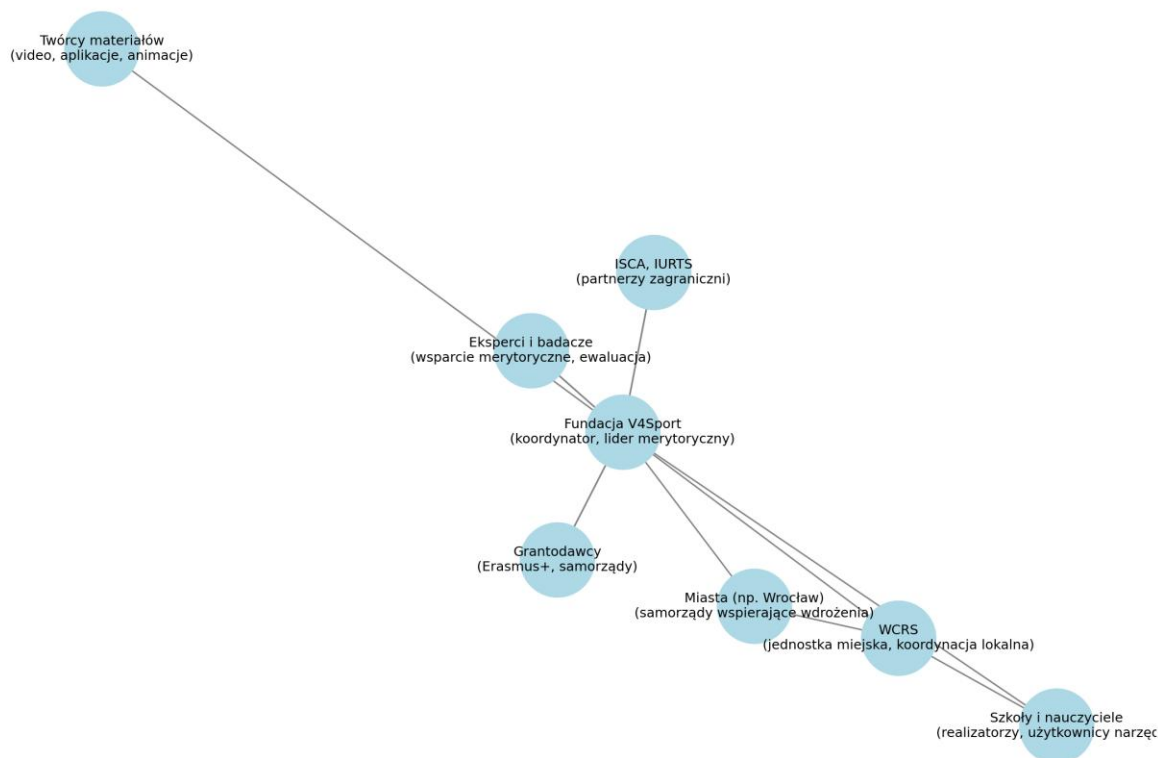 Twórcy materiałów
(video, aplikacje, animacje)
ISCA, IURTS
(partnerzy zagraniczni)
Eksperci i badacze
(wsparcie merytoryczne, ewaluacja)
Fundacja V4Sport
(koordynator, lider merytoryczny)
Grantodawcy
(Erasmus+, samorządy)
Miasta (np. Wrocław)
(samorządy wspierające wdrożenia)
WCRS
(jednostka miejska, koordynacja lokalna)
Szkoły i nauczyciele
(realizatorzy, użytkownicy narzęc